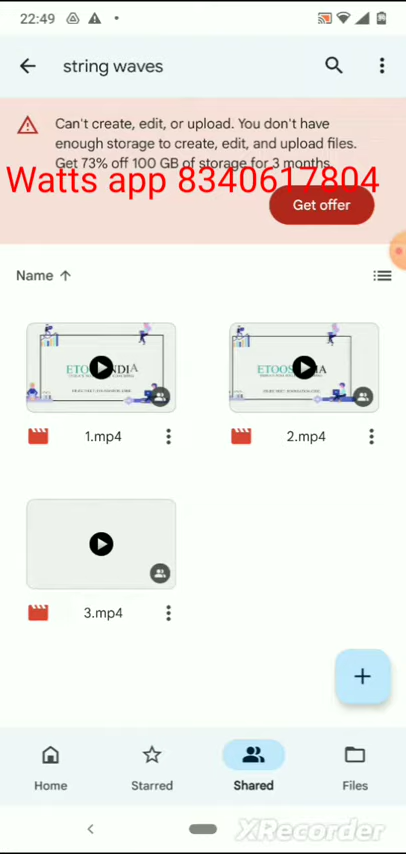 22:49
string waves
Can't create, edit, or upload. You don't have
enough storage to create, edit, and upload files.
Get 73% off 100 GB of storage for 3 months.
Watts app 8340617804
Get offer
Name
1.mp4
2.mp4
3.mp4
Home
Starred
Shared
Files
XRecorder